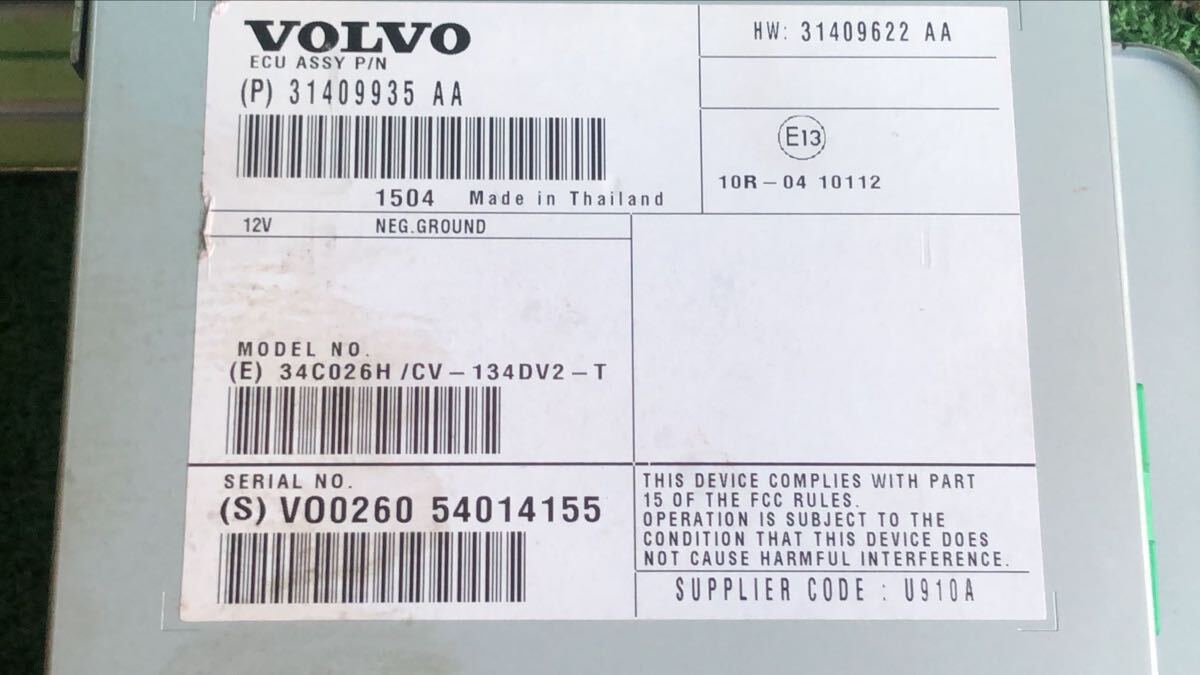 VOLVO
ECU ASSY P/N
(P) 31409935 AA
1504 Made in Thailand
HW: 31409622 AA
E13
10R-04 10112
12V NEG.GROUND
MODEL NO.
(E) 34C026H /CV-134DV2-T
SERIAL NO.
(S) VO0260 54014155
THIS DEVICE COMPLIES WITH PART
15 OF THE FCC RULES.
OPERATION IS SUBJECT TO THE
CONDITION THAT THIS DEVICE DOES
NOT CAUSE HARMFUL INTERFERENCE.
SUPPLIER CODE : U910A